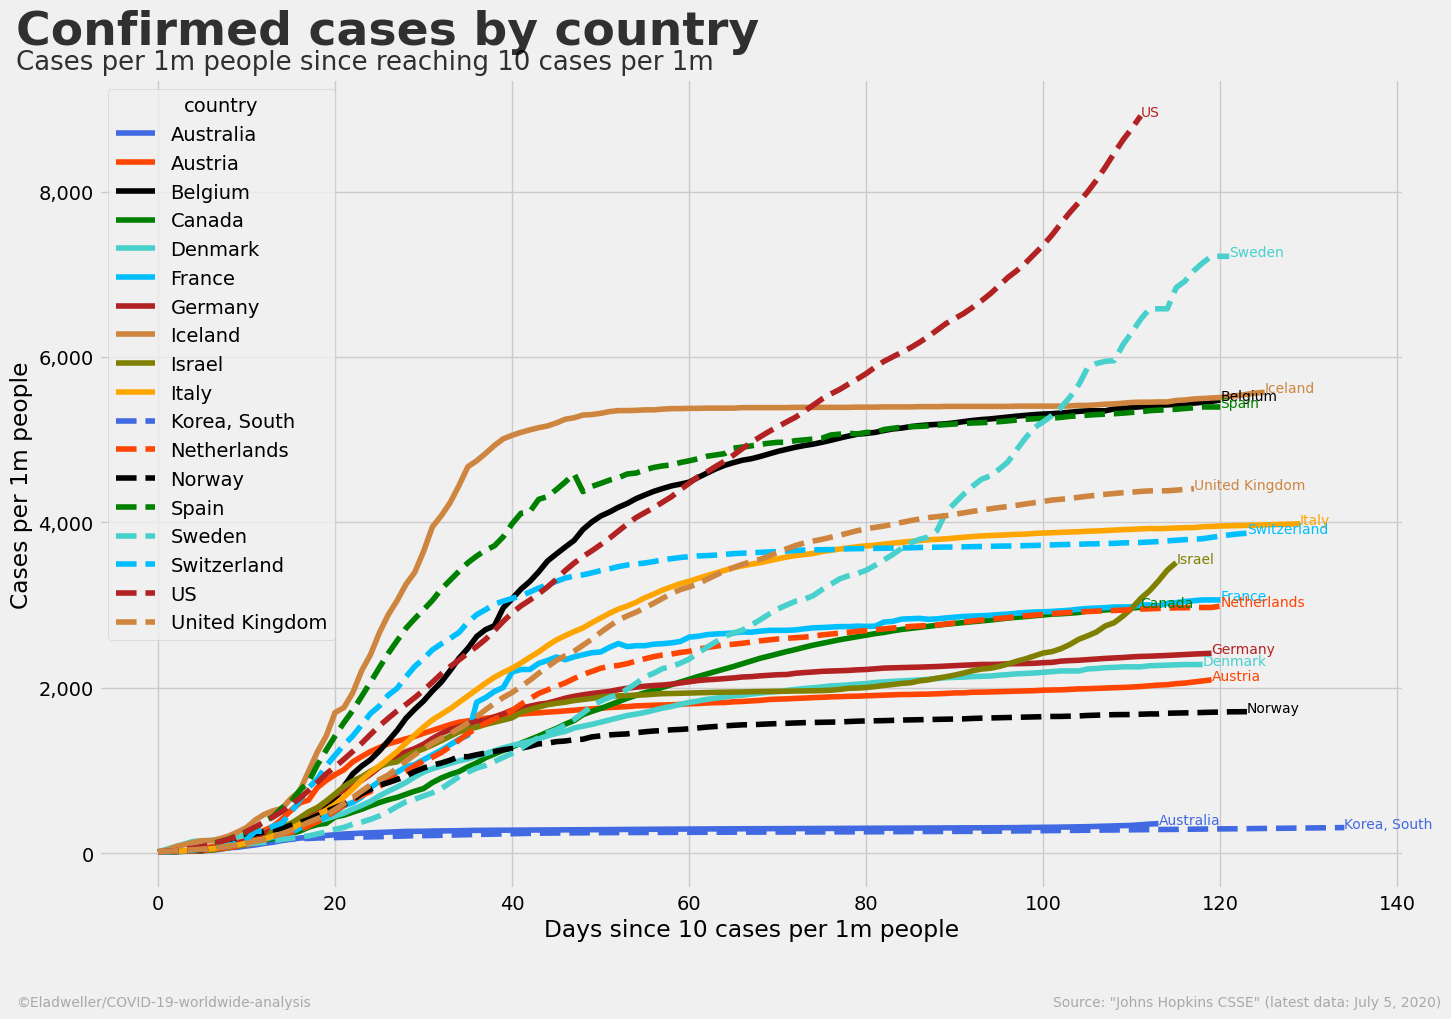 Confirmed cases by country
Cases per 1m people since reaching 10 cases per 1m
country
Australia
Austria
Belgium
Canada
Denmark
France
Germany
Iceland
Israel
Italy
Korea, South
Netherlands
Norway
Spain
Sweden
Switzerland
US
United Kingdom
Cases per 1m people
8,000
6,000
4,000
2,000
0
US
Sweden
Iceland
Belgium
Spain
United Kingdom
Italy
Switzerland
Israel
France
Canada
Netherlands
Germany
Denmark
Austria
Norway
Australia
Korea, South
0 20 40 60 80 100 120 140
Days since 10 cases per 1m people
©Eladweller/COVID-19-worldwide-analysis
Source: "Johns Hopkins CSSE" (latest data: July 5, 2020)